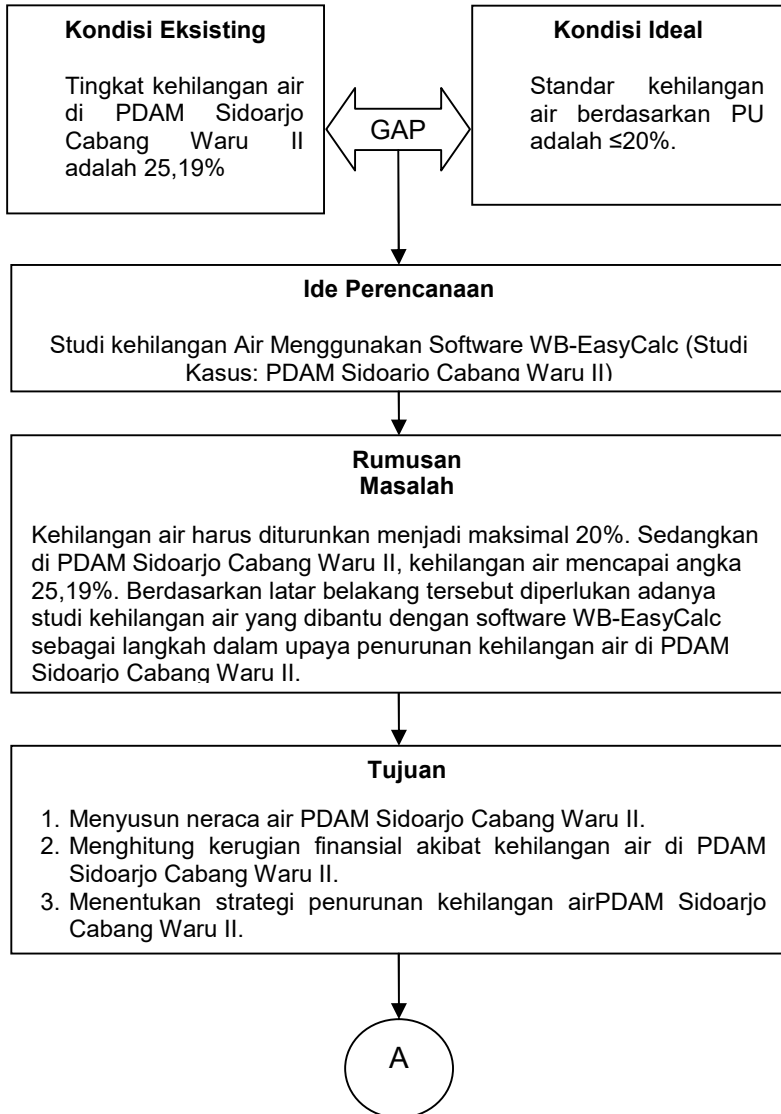 Kondisi Eksisting
Tingkat kehilangan air
di PDAM Sidoarjo
Cabang Waru II
adalah 25,19%
GAP
Kondisi Ideal
Standar kehilangan
air berdasarkan PU
adalah ≤20%.
Ide Perencanaan
Studi kehilangan Air Menggunakan Software WB-EasyCalc (Studi
Kasus: PDAM Sidoarjo Cabang Waru II)
Rumusan
Masalah
Kehilangan air harus diturunkan menjadi maksimal 20%. Sedangkan
di PDAM Sidoarjo Cabang Waru II, kehilangan air mencapai angka
25,19%. Berdasarkan latar belakang tersebut diperlukan adanya
studi kehilangan air yang dibantu dengan software WB-EasyCalc
sebagai langkah dalam upaya penurunan kehilangan air di PDAM
Sidoarjo Cabang Waru II.
Tujuan
1. Menyusun neraca air PDAM Sidoarjo Cabang Waru II.
2. Menghitung kerugian finansial akibat kehilangan air di PDAM
Sidoarjo Cabang Waru II.
3. Menentukan strategi penurunan kehilangan airPDAM Sidoarjo
Cabang Waru II.
A